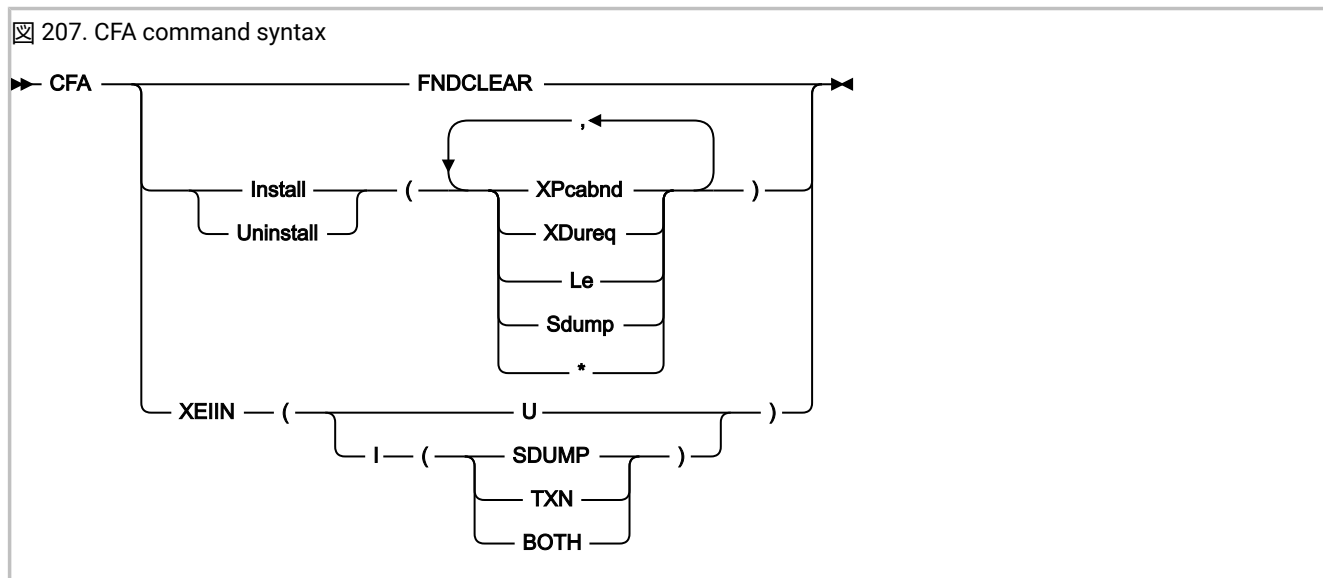 図 207. CFA command syntax
CFA FNDCLEAR
,
Install ( XPcabnd )
Uninstall XDureq
Le
Sdump
*
XEIIN ( U )
I ( SDUMP )
TXN
BOTH